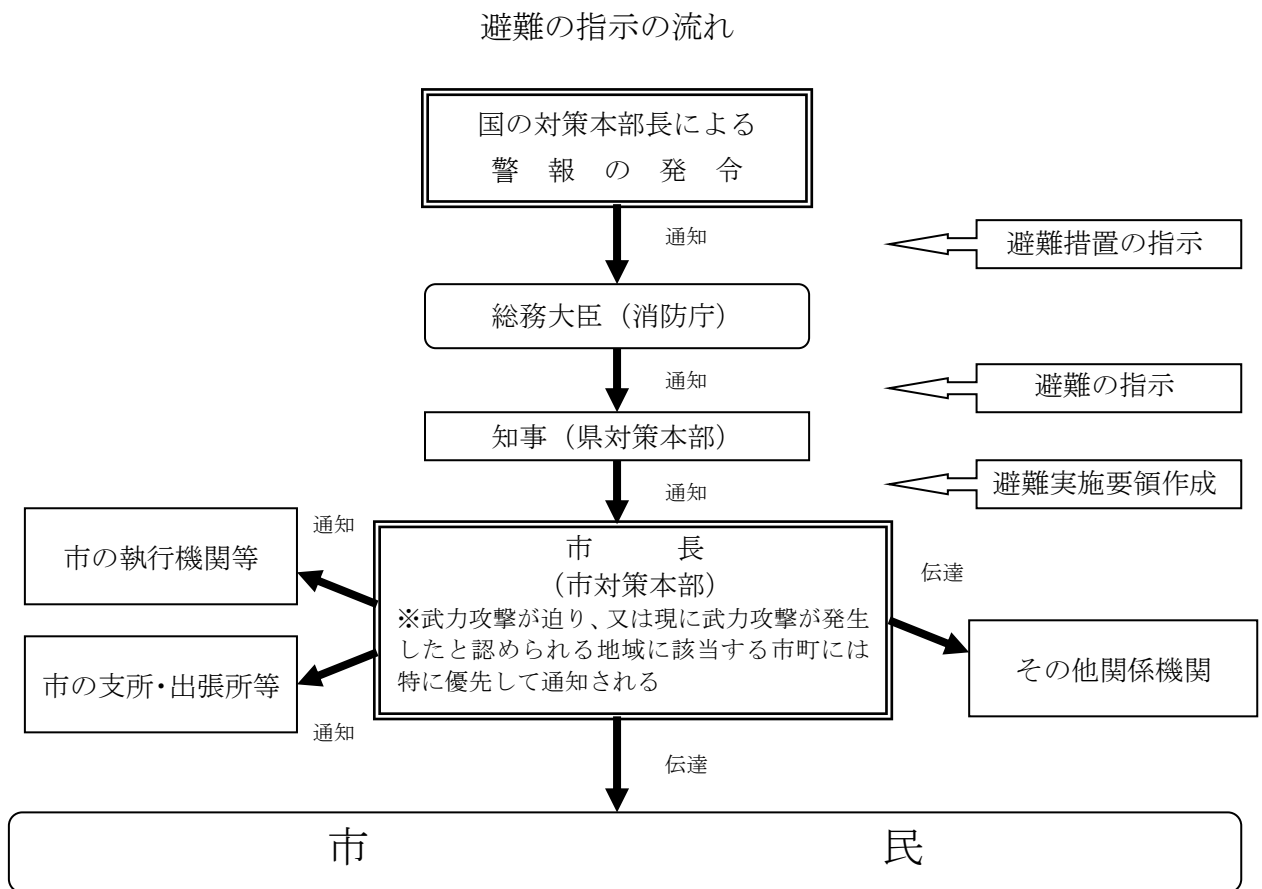 避難の指示の流れ
国の対策本部長による
警報の発令
通知
避難措置の指示
総務大臣（消防庁）
通知
避難の指示
知事（県対策本部）
通知
避難実施要領作成
通知
市の執行機関等
市長
（市対策本部）
※武力攻撃が迫り、又は現に武力攻撃が発生
したと認められる地域に該当する市町には
特に優先して通知される
伝達
市の支所・出張所等
その他関係機関
通知
伝達
市民